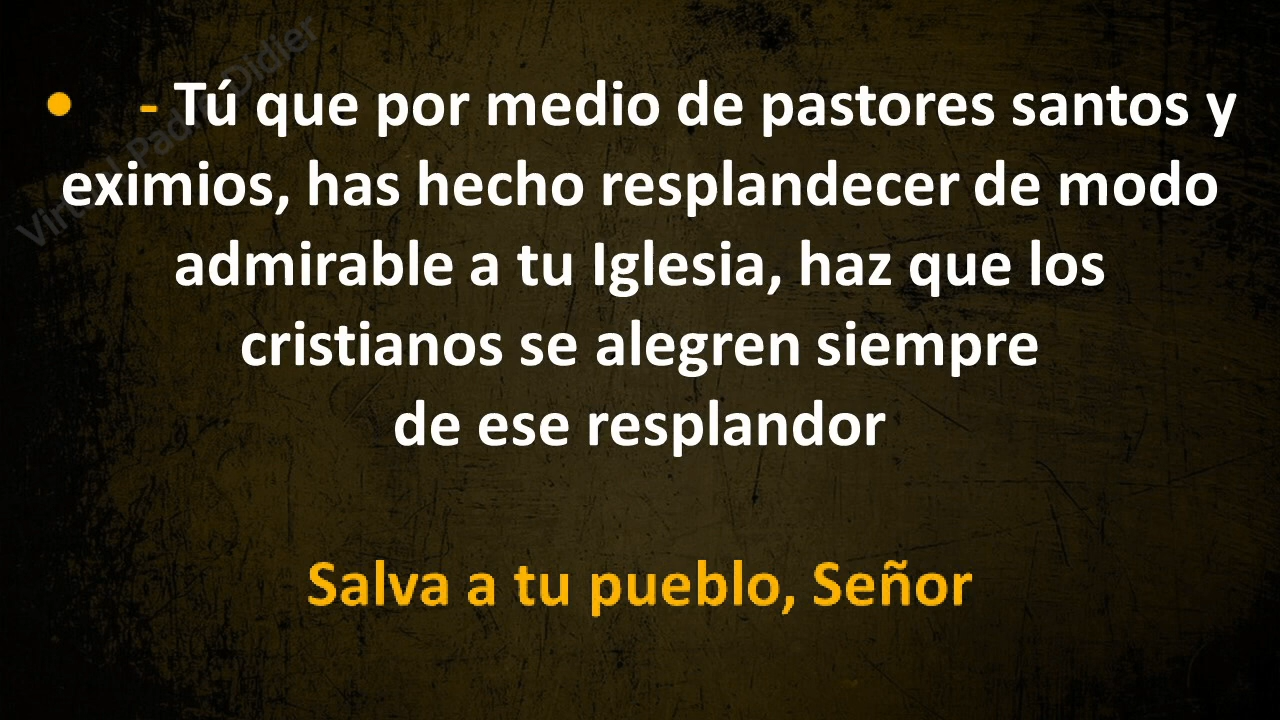 • - Tú que por medio de pastores santos y
eximios, has hecho resplandecer de modo
admirable a tu Iglesia, haz que los
cristianos se alegren siempre
de ese resplandor
Salva a tu pueblo, Señor